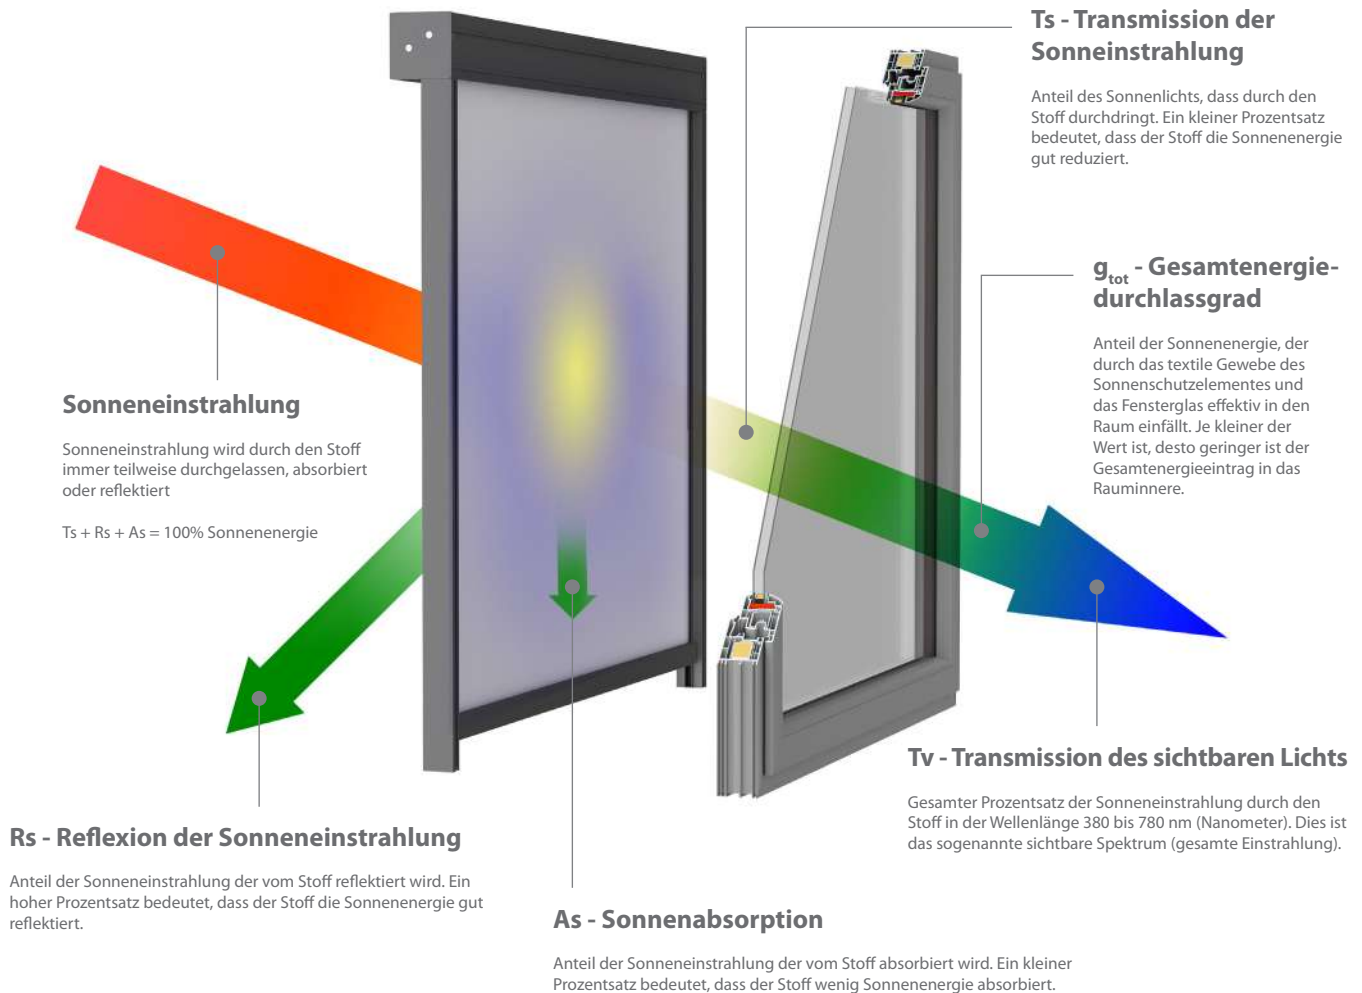 Ts - Transmission der
Sonneinstrahlung
Anteil des Sonnenlichts, dass durch den
Stoff durchdringt. Ein kleiner Prozentsatz
bedeutet, dass der Stoff die Sonnenenergie
gut reduziert.
gtot - Gesamtenergie-
durchlassgrad
Anteil der Sonnenenergie, der
durch das textile Gewebe des
Sonnenschutzelementes und
das Fensterglas effektiv in den
Raum einfällt. Je kleiner der
Wert ist, desto geringer ist der
Gesamtenergieeintrag in das
Rauminnere.
Sonneneinstrahlung
Sonneneinstrahlung wird durch den Stoff
immer teilweise durchgelassen, absorbiert
oder reflektiert
Ts + Rs + As = 100% Sonnenenergie
Tv - Transmission des sichtbaren Lichts
Gesamter Prozentsatz der Sonneneinstrahlung durch den
Stoff in der Wellenlänge 380 bis 780 nm (Nanometer). Dies ist
das sogenannte sichtbare Spektrum (gesamte Einstrahlung).
Rs - Reflexion der Sonneneinstrahlung
Anteil der Sonneneinstrahlung der vom Stoff reflektiert wird. Ein
hoher Prozentsatz bedeutet, dass der Stoff die Sonnenenergie gut
reflektiert.
As - Sonnenabsorption
Anteil der Sonneneinstrahlung der vom Stoff absorbiert wird. Ein kleiner
Prozentsatz bedeutet, dass der Stoff wenig Sonnenenergie absorbiert.